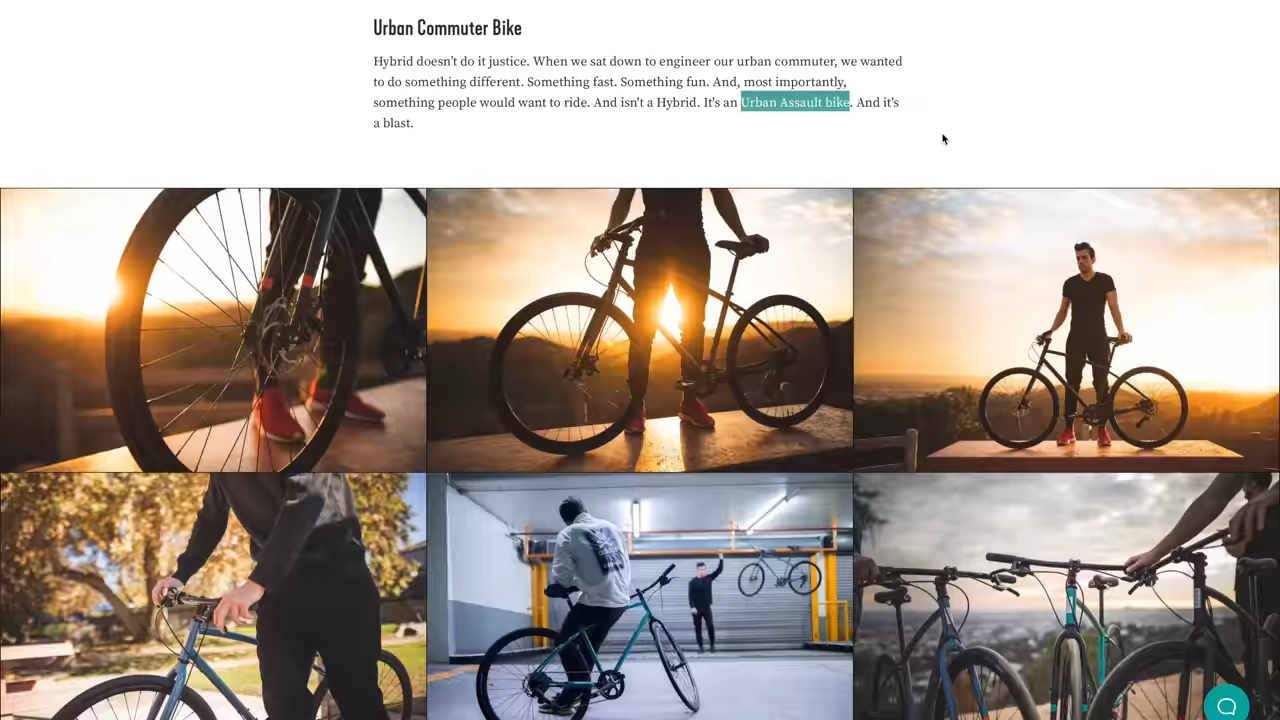 Urban Commuter Bike
Hybrid doesn't do it justice. When we sat down to engineer our urban commuter, we wanted
to do something different. Something fast. Something fun. And, most importantly,
something people would want to ride. And isn't a Hybrid. It's an Urban Assault bike. And it's
a blast.